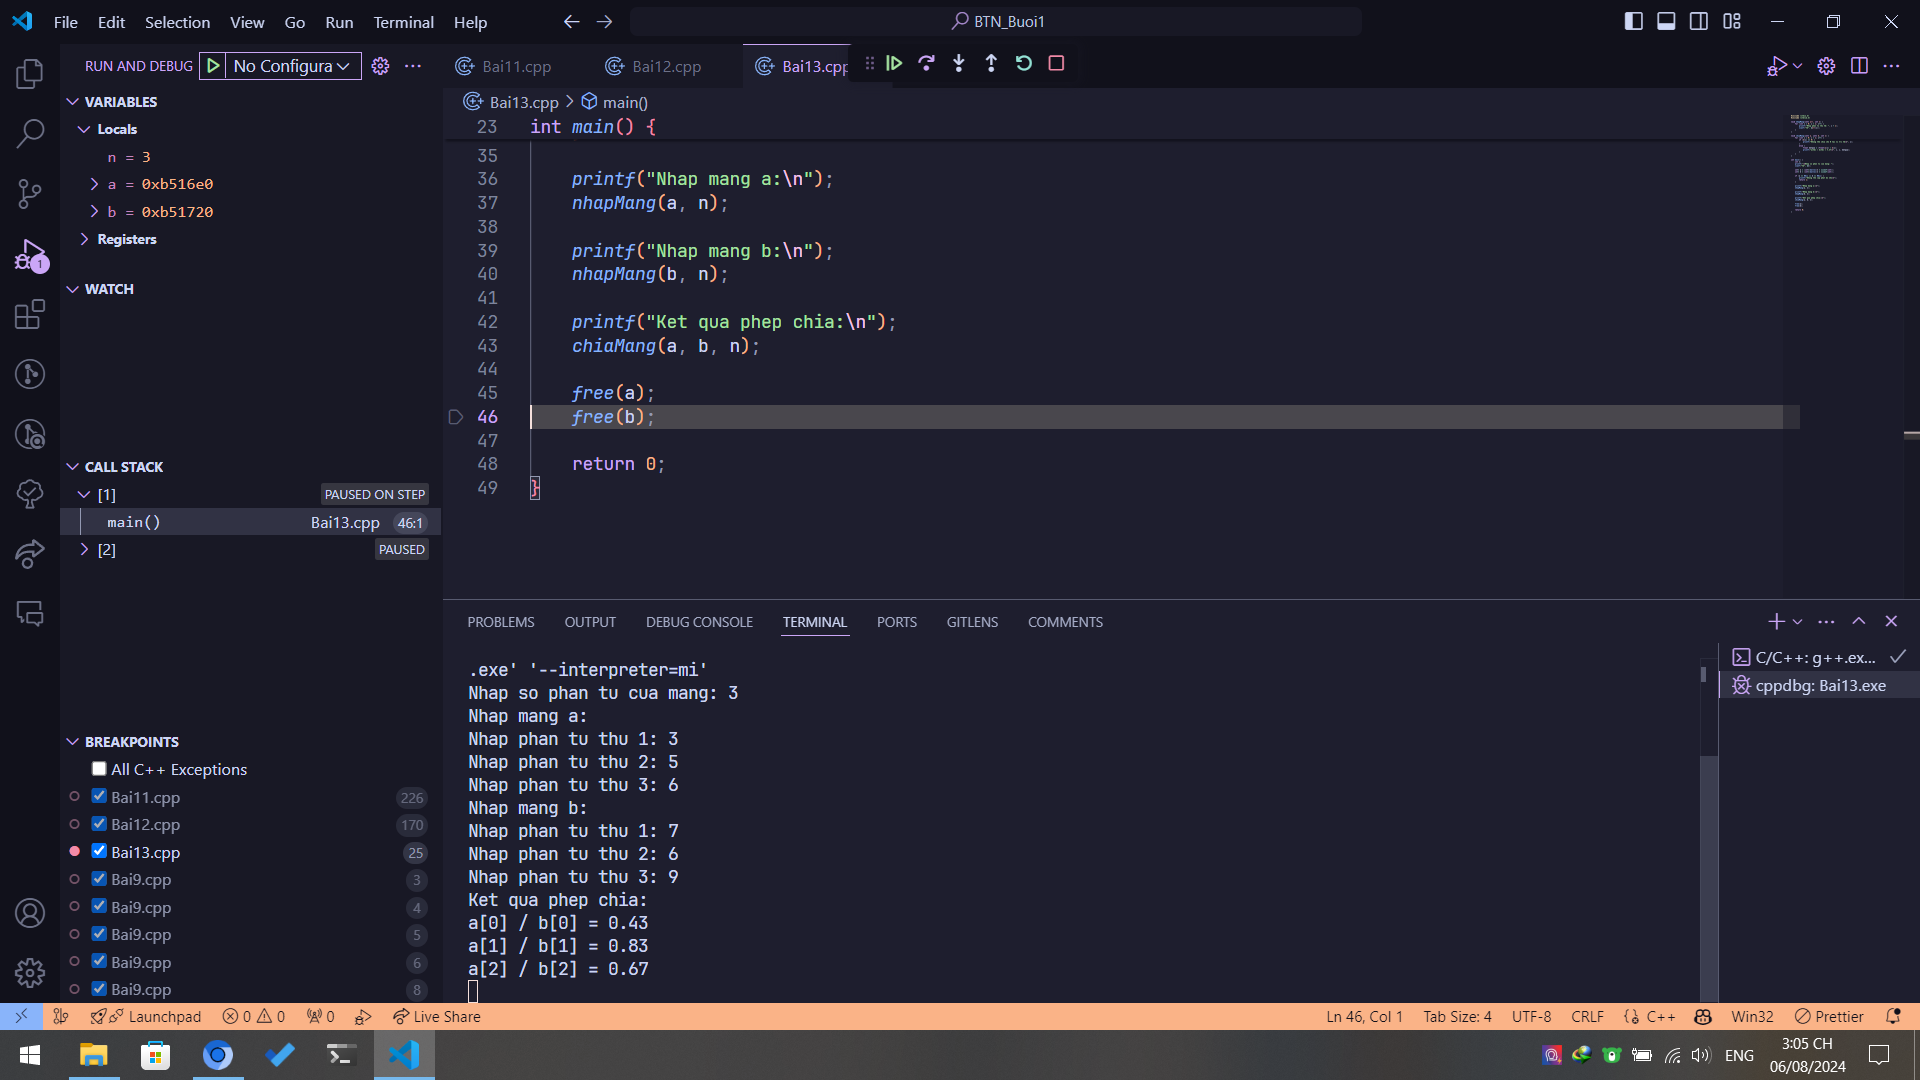 File Edit Selection View Go Run Terminal Help
BTN_Buoi1
RUN AND DEBUG
No Configura
Bai11.cpp
Bai12.cpp
Bai13.cpp
VARIABLES
Locals
n = 3
a = 0xb516e0
b = 0xb51720
Registers
WATCH
CALL STACK
[1] PAUSED ON STEP
main() Bai13.cpp 46:1
[2] PAUSED
BREAKPOINTS
All C++ Exceptions
Bai11.cpp 226
Bai12.cpp 170
Bai13.cpp 25
Bai9.cpp 3
Bai9.cpp 4
Bai9.cpp 5
Bai9.cpp 6
Bai9.cpp 8
1
Bai13.cpp > main()
23 int main() {
35
36 printf("Nhap mang a:\n");
37 nhapMang(a, n);
38
39 printf("Nhap mang b:\n");
40 nhapMang(b, n);
41
42 printf("Ket qua phep chia:\n");
43 chiaMang(a, b, n);
44
45 free(a);
46 free(b);
47
48 return 0;
49 }
PROBLEMS OUTPUT DEBUG CONSOLE TERMINAL PORTS GITLENS COMMENTS
.exe' '--interpreter=mi'
Nhap so phan tu cua mang: 3
Nhap mang a:
Nhap phan tu thu 1: 3
Nhap phan tu thu 2: 5
Nhap phan tu thu 3: 6
Nhap mang b:
Nhap phan tu thu 1: 7
Nhap phan tu thu 2: 6
Nhap phan tu thu 3: 9
Ket qua phep chia:
a[0] / b[0] = 0.43
a[1] / b[1] = 0.83
a[2] / b[2] = 0.67
C/C++: g++.ex...
cppdbg: Bai13.exe
Launchpad 0 0 0 Live Share
Ln 46, Col 1 Tab Size: 4 UTF-8 CRLF {} C++ Win32 Prettier
ENG
3:05 CH
06/08/2024